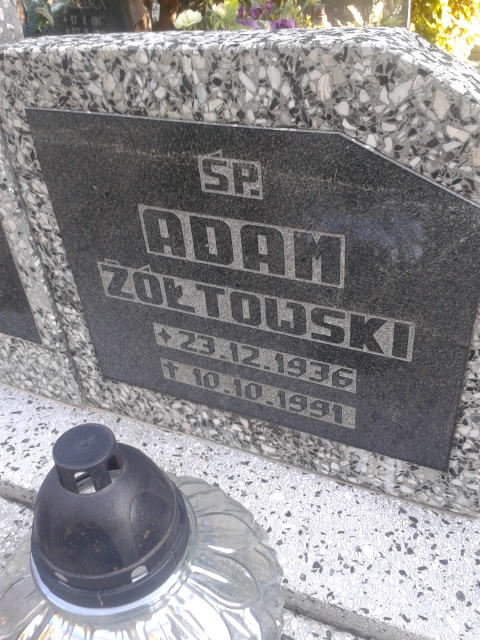 ŚP.
ADAM
ŻÓŁTOWSKI
✦23.12.1936
✝10.10.1991